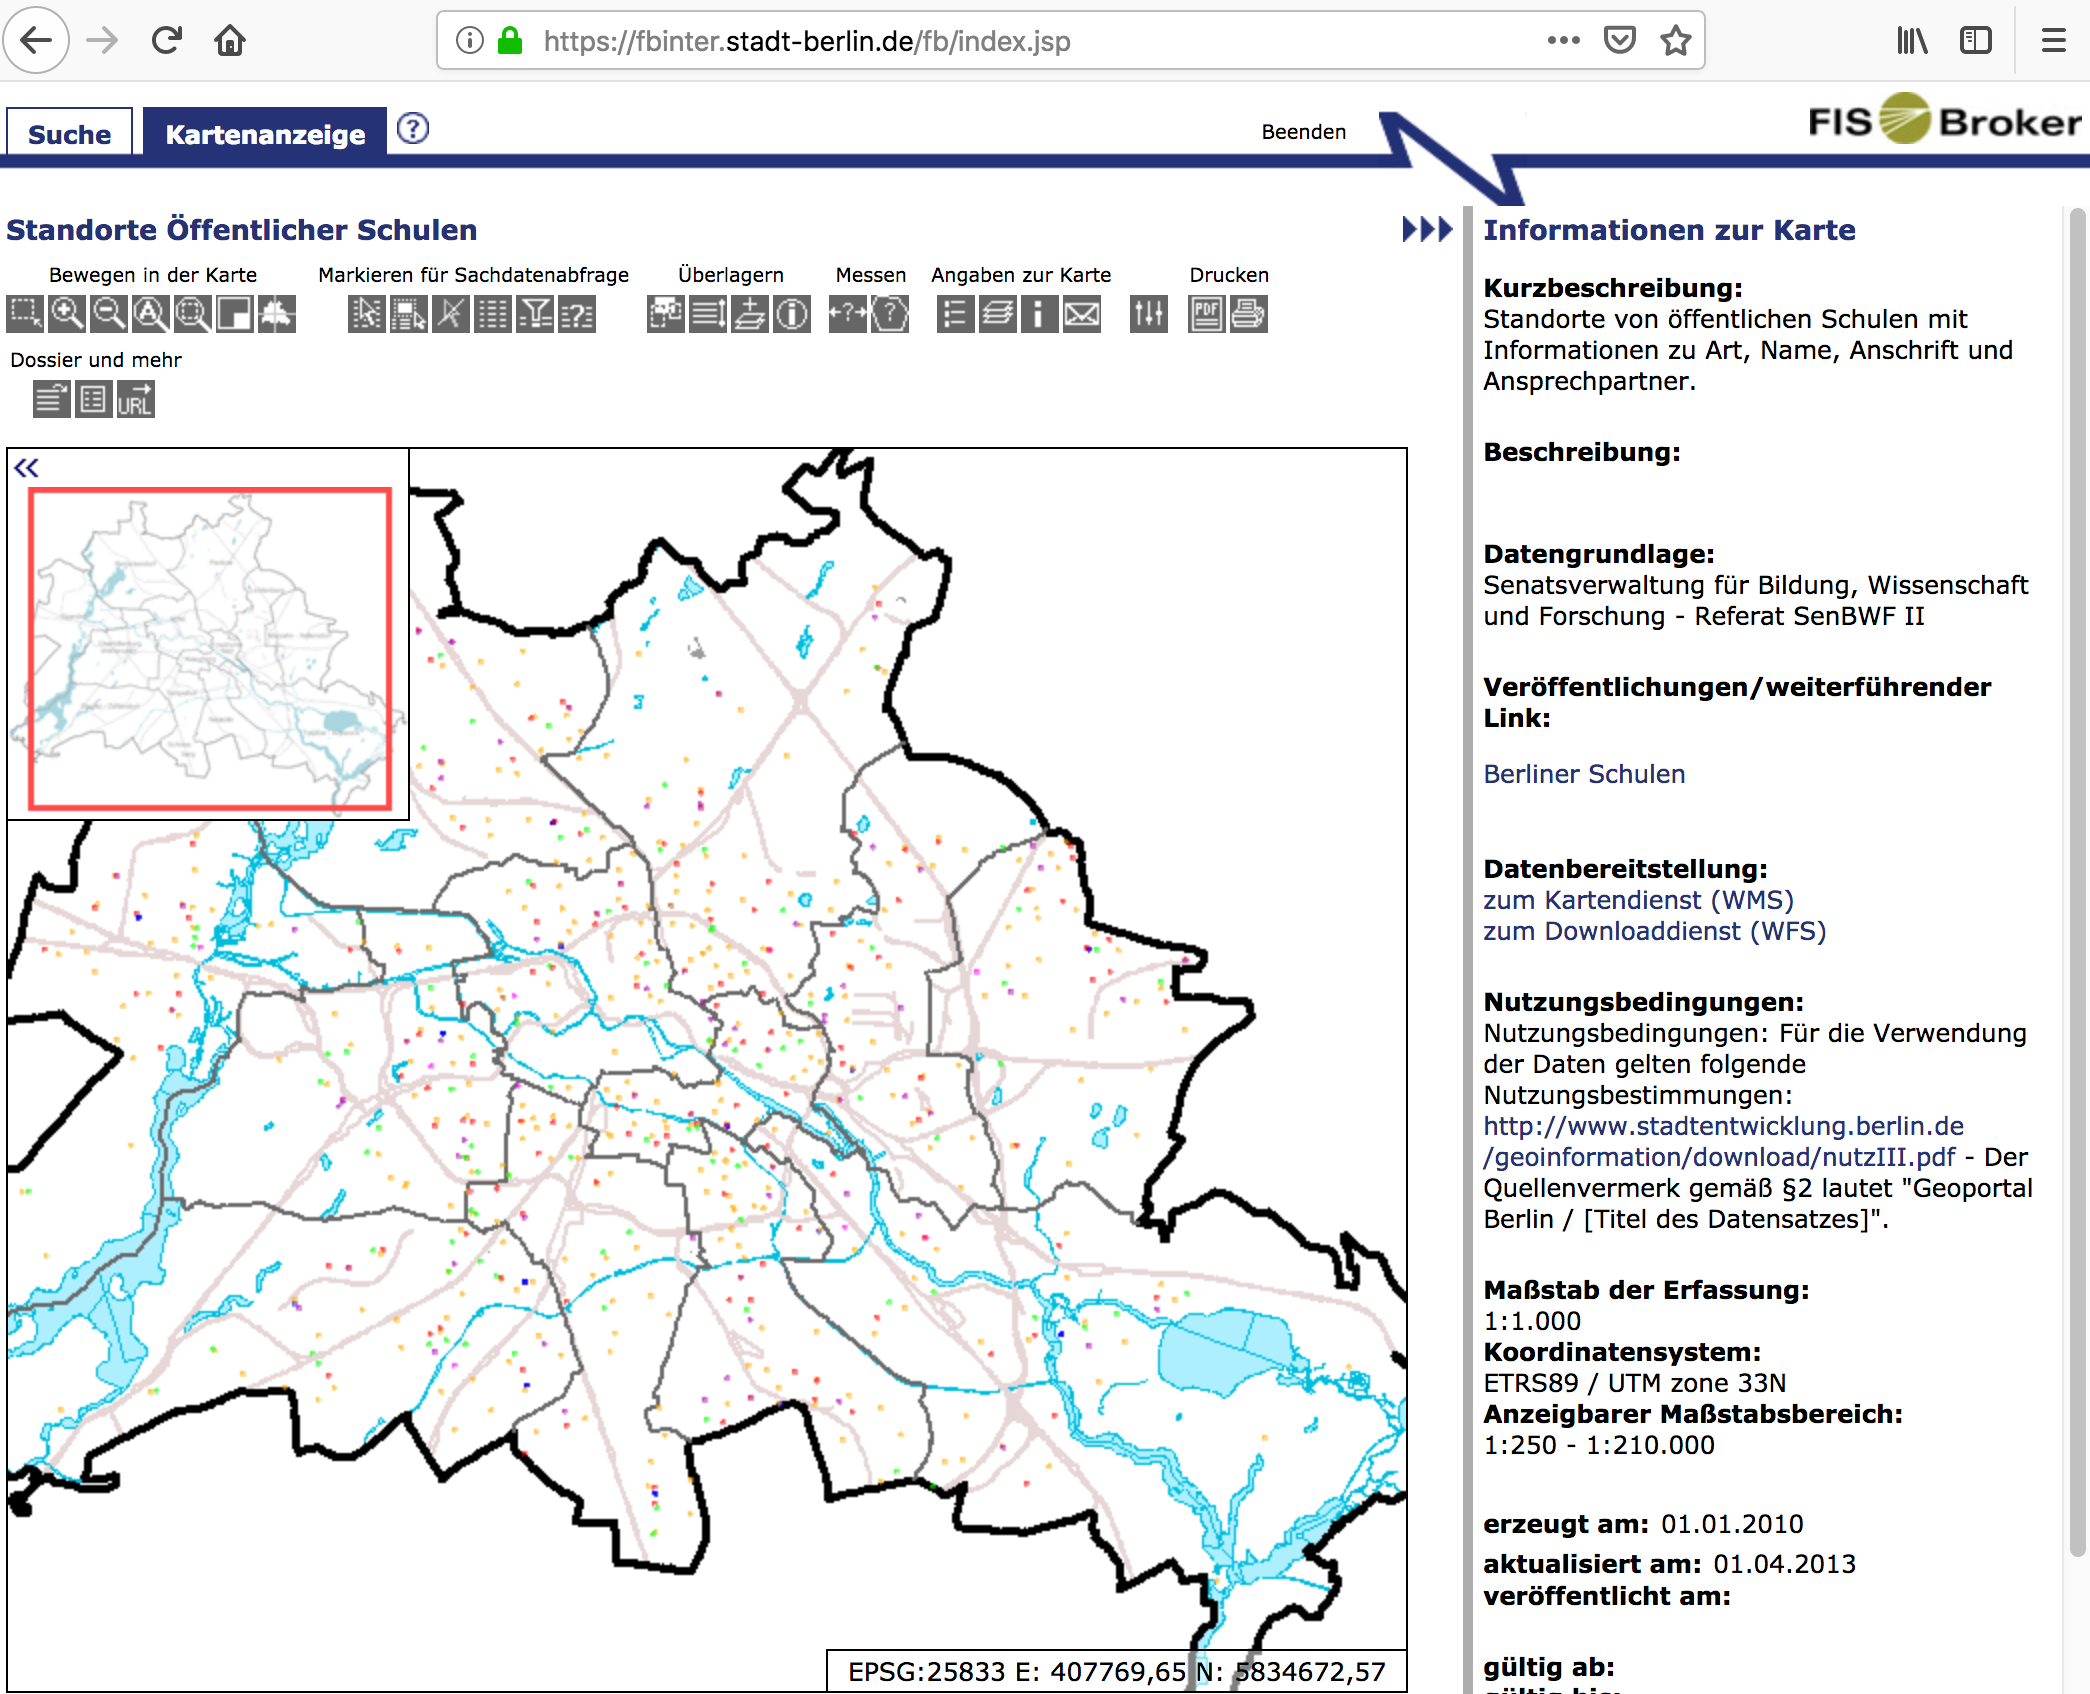 https://fbinter.stadt-berlin.de/fb/index.jsp
Suche
Kartenanzeige
?
Beenden
FIS Broker
Standorte Öffentlicher Schulen
Bewegen in der Karte
Markieren für Sachdatenabfrage
Überlagern
Messen
Angaben zur Karte
Drucken
PDF
Dossier und mehr
URL
EPSG:25833 E: 407769,65 N: 5834672,57
Informationen zur Karte
Kurzbeschreibung:
Standorte von öffentlichen Schulen mit
Informationen zu Art, Name, Anschrift und
Ansprechpartner.
Beschreibung:
Datengrundlage:
Senatsverwaltung für Bildung, Wissenschaft
und Forschung - Referat SenBWF II
Veröffentlichungen/weiterführender
Link:
Berliner Schulen
Datenbereitstellung:
zum Kartendienst (WMS)
zum Downloaddienst (WFS)
Nutzungsbedingungen:
Nutzungsbedingungen: Für die Verwendung
der Daten gelten folgende
Nutzungsbestimmungen:
http://www.stadtentwicklung.berlin.de
/geoinformation/download/nutzIII.pdf - Der
Quellenvermerk gemäß §2 lautet "Geoportal
Berlin / [Titel des Datensatzes]".
Maßstab der Erfassung:
1:1.000
Koordinatensystem:
ETRS89 / UTM zone 33N
Anzeigbarer Maßstabsbereich:
1:250 - 1:210.000
erzeugt am: 01.01.2010
aktualisiert am: 01.04.2013
veröffentlicht am:
gültig ab:
gültig bis: